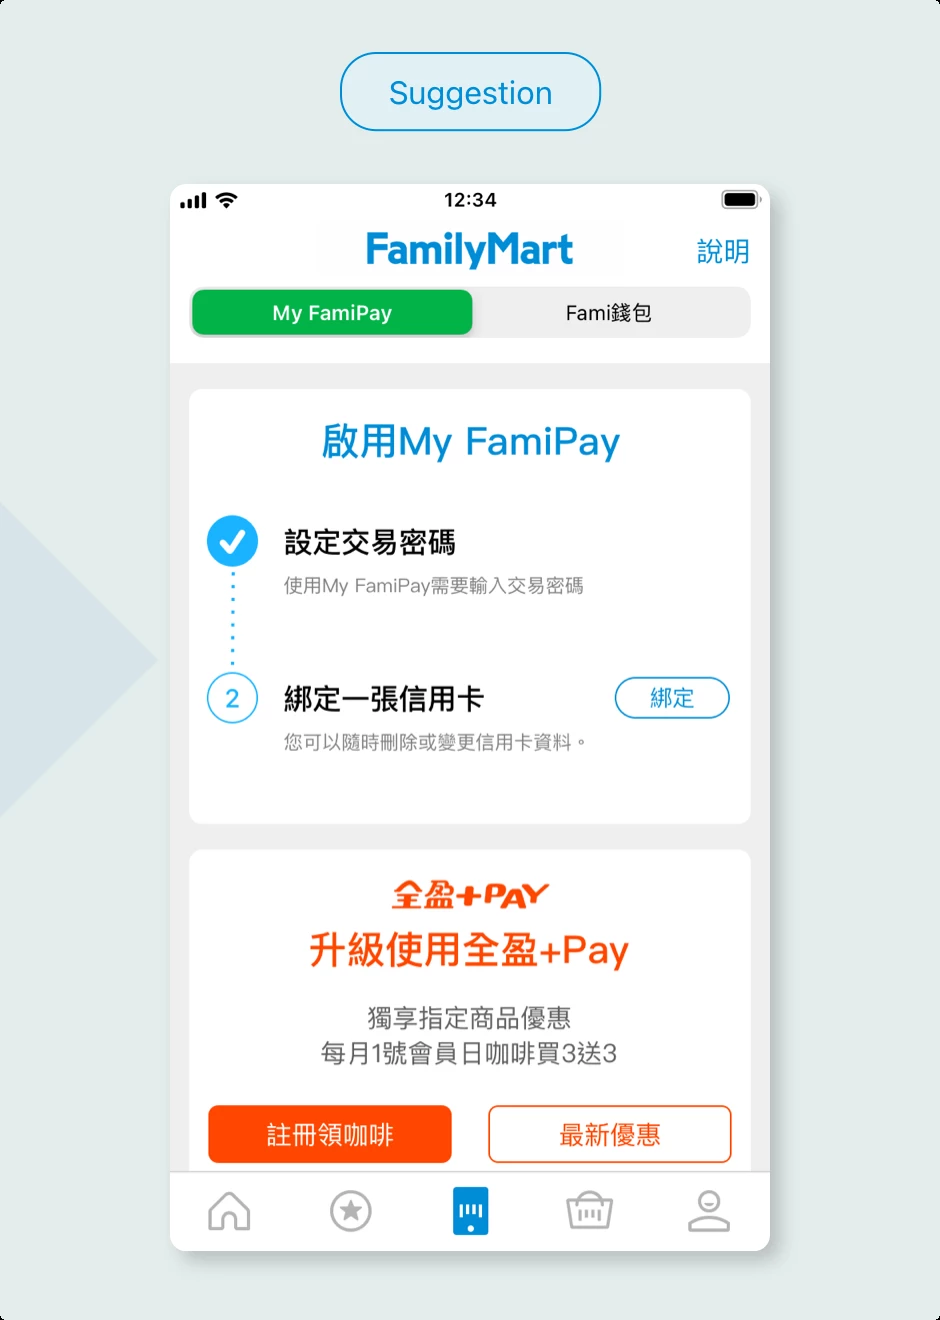 Suggestion
12:34
FamilyMart
說明
My FamiPay
Fami錢包
啟用My FamiPay
設定交易密碼
使用My FamiPay需要輸入交易密碼
2
綁定一張信用卡
綁定
您可以隨時刪除或變更信用卡資料。
全盈+PAY
升級使用全盈+Pay
獨享指定商品優惠
每月1號會員日咖啡買3送3
註冊領咖啡
最新優惠